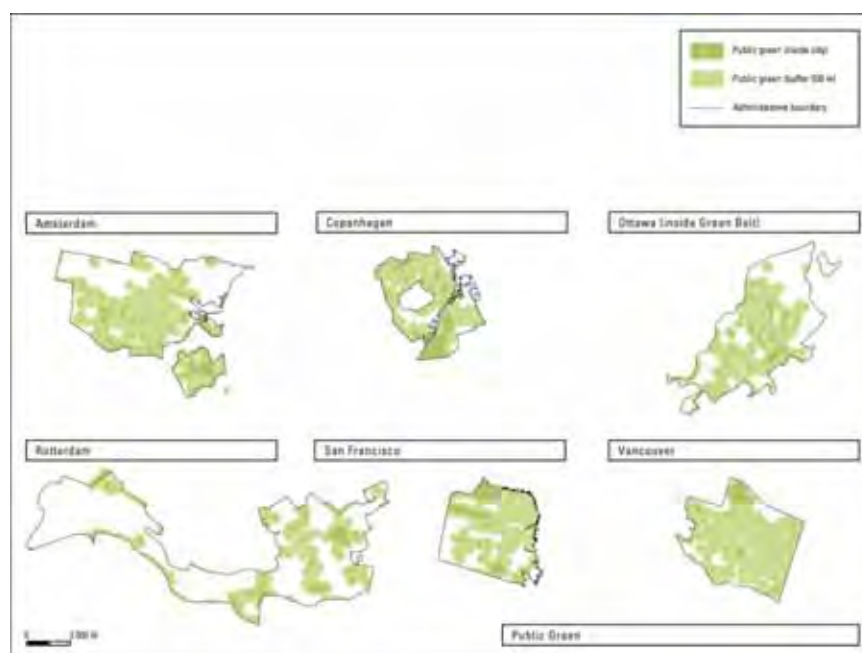 Public green (inside city)
Public green (buffer 500 m)
Administrative boundary
Amsterdam
Copenhagen
Ottawa (inside Green Belt)
Rotterdam
San Francisco
Vancouver
0
Public Green